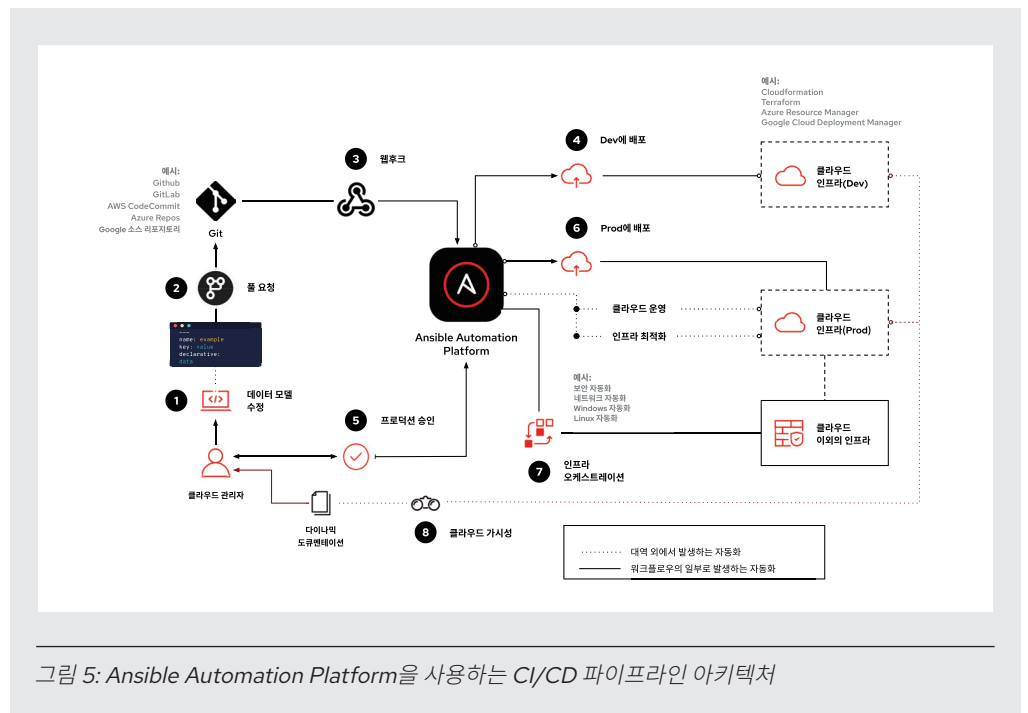 예시:
Cloudformation
Terraform
Azure Resource Manager
Google Cloud Deployment Manager
4 Dev에 배포
클라우드
인프라(Dev)
3 웹후크
예시:
Github
GitLab
AWS CodeCommit
Azure Repos
Google 소스 리포지토리
Git
6 Prod에 배포
2 풀 요청
---
name: example
key: value
declarative:
data
Ansible Automation
Platform
클라우드 운영
인프라 최적화
클라우드
인프라(Prod)
1 데이터 모델
수정
5 프로덕션 승인
예시:
보안 자동화
네트워크 자동화
Windows 자동화
Linux 자동화
클라우드
이외의 인프라
7 인프라
오케스트레이션
클라우드 관리자
다이나믹
도큐멘테이션
8 클라우드 가시성
대역 외에서 발생하는 자동화
워크플로우의 일부로 발생하는 자동화
그림 5: Ansible Automation Platform을 사용하는 CI/CD 파이프라인 아키텍처